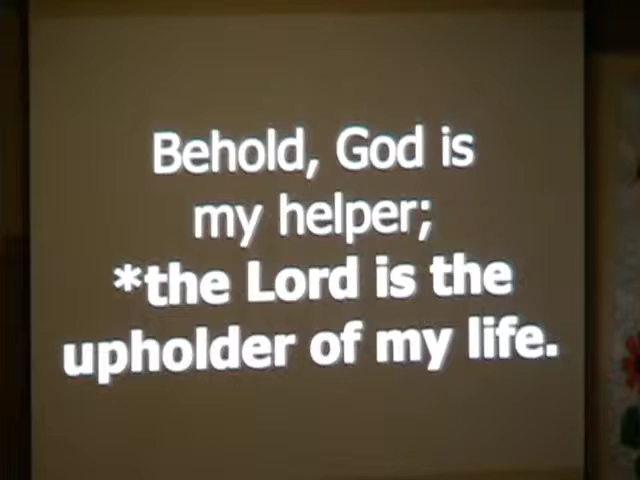 Behold, God is
my helper;
*the Lord is the
upholder of my life.